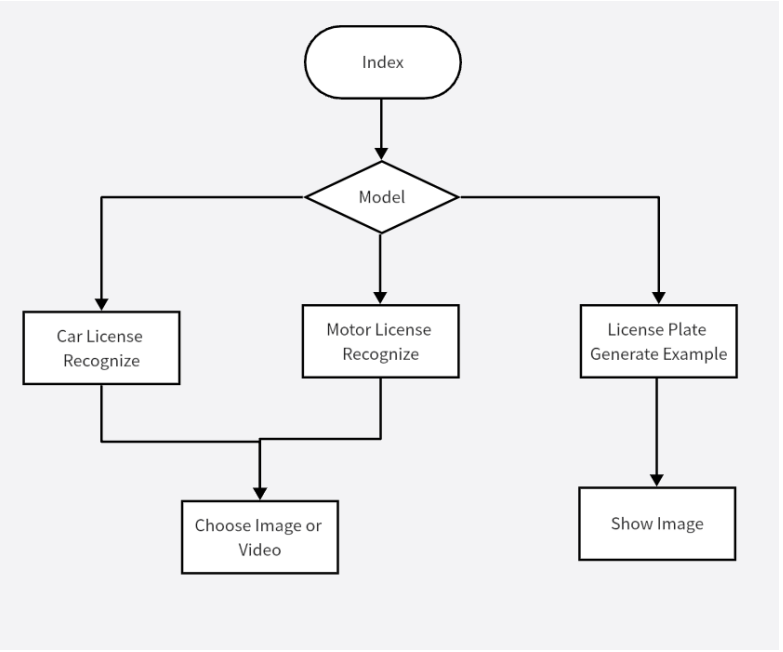 Index
Model
Car License
Recognize
Motor License
Recognize
License Plate
Generate Example
Choose Image or
Video
Show Image